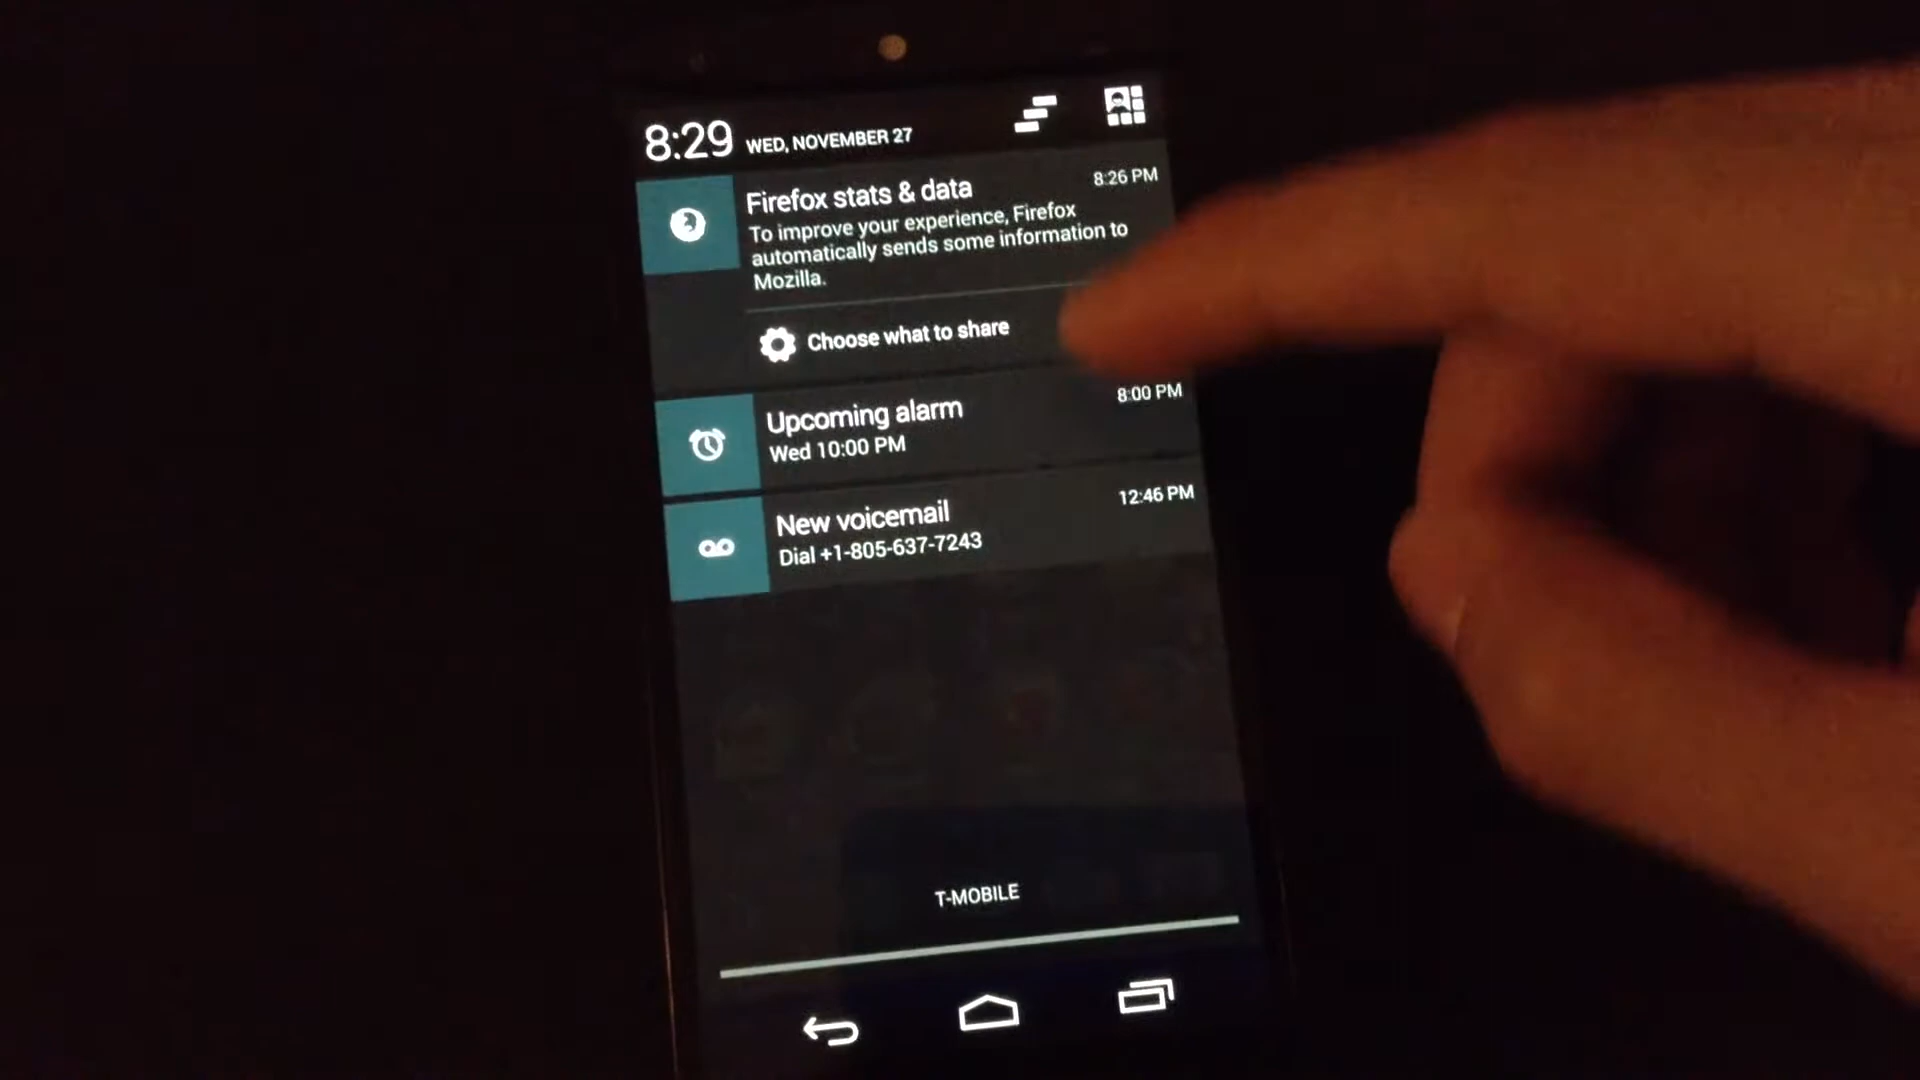 8:29 WED, NOVEMBER 27
Firefox stats & data 8:26 PM
To improve your experience, Firefox
automatically sends some information to
Mozilla.
Choose what to share
Upcoming alarm 8:00 PM
Wed 10:00 PM
New voicemail 12:46 PM
Dial +1-805-637-7243
T-MOBILE